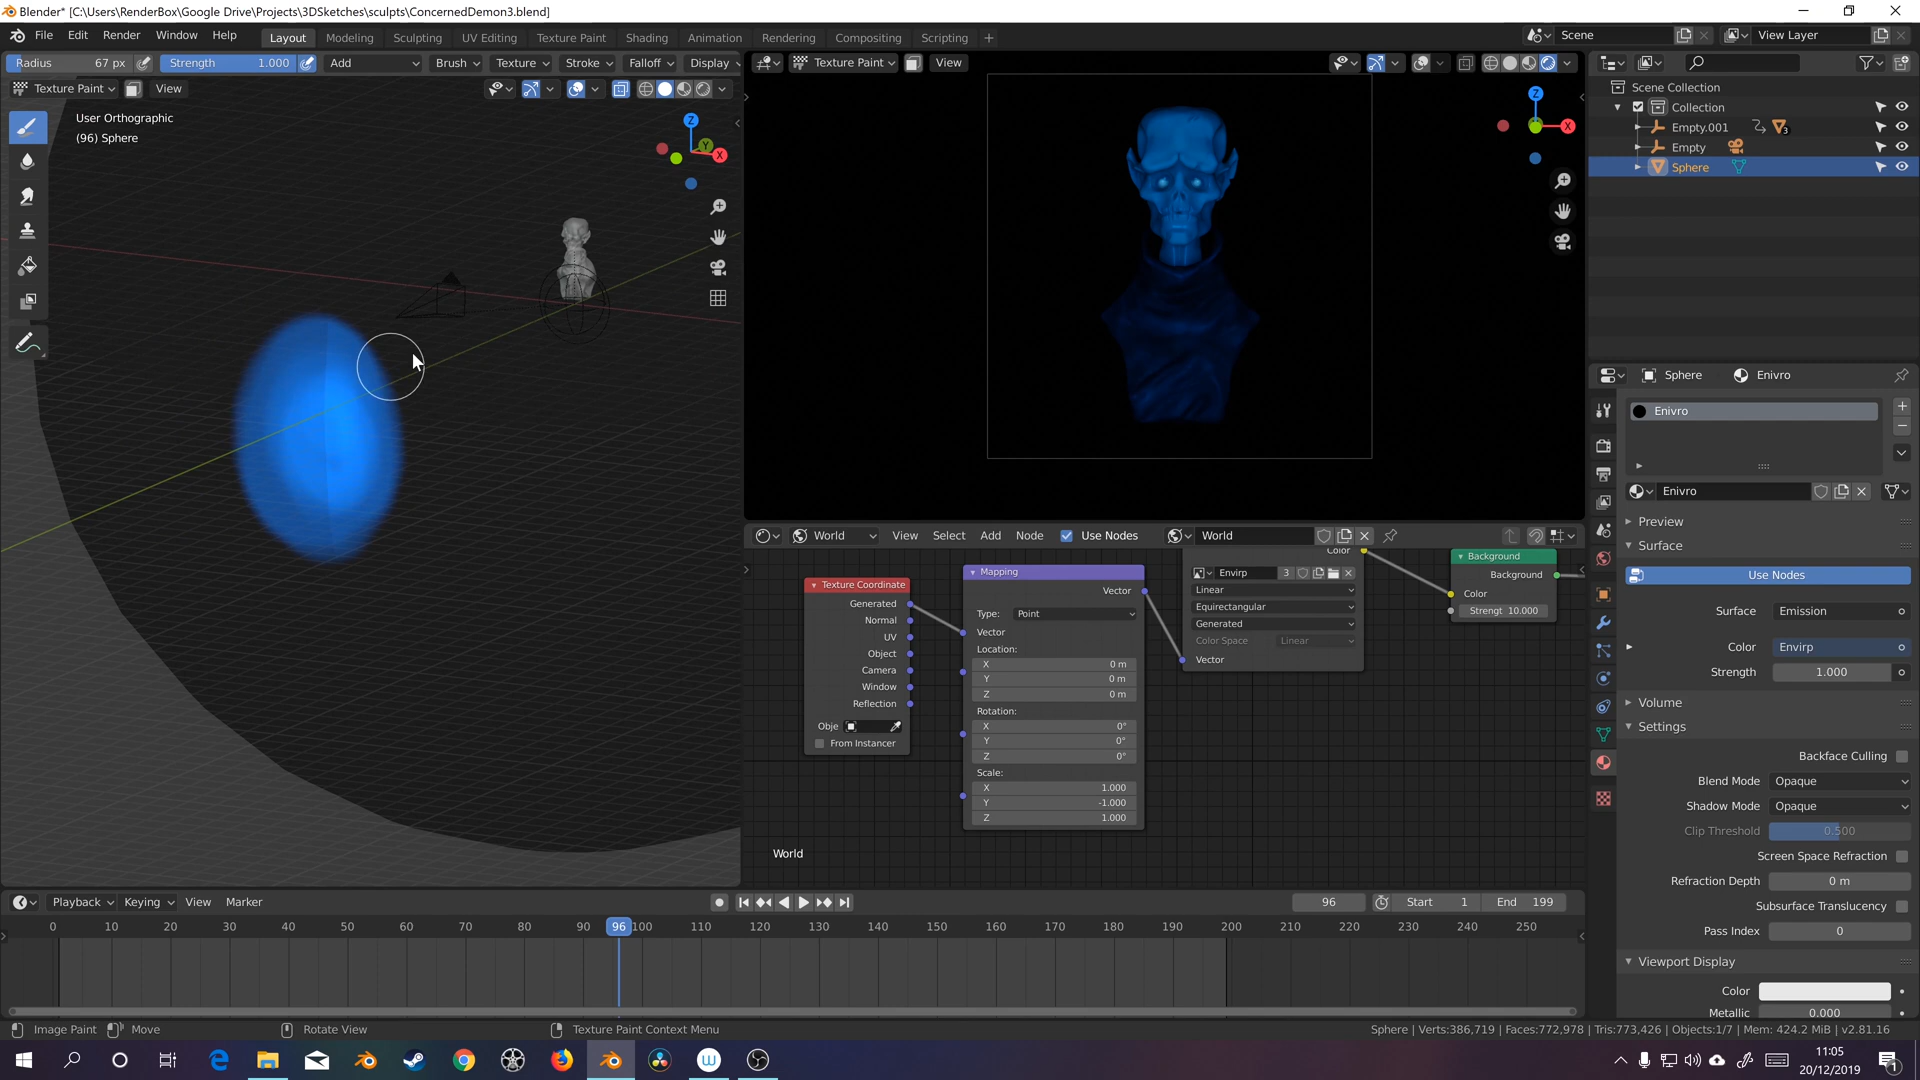 Blender* [C:\Users\RenderBox\Google Drive\Projects\3DSketches\sculpts\ConcernedDemon3.blend]
File Edit Render Window Help Layout Modeling Sculpting UV Editing Texture Paint Shading Animation Rendering Compositing Scripting + Scene View Layer
Radius 67 px Strength 1.000 Add Brush Texture Stroke Falloff Display
Texture Paint View
User Orthographic
(96) Sphere
Z
Y
X
Texture Paint View
Z
X
Scene Collection
Collection
Empty.001 3
Empty
Sphere
Sphere Enivro
Enivro
Enivro
Preview
Surface
Use Nodes
Surface Emission
Color Envirp
Strength 1.000
Volume
Settings
Backface Culling
Blend Mode Opaque
Shadow Mode Opaque
Clip Threshold 0.500
Screen Space Refraction
Refraction Depth 0 m
Subsurface Translucency
Pass Index 0
Viewport Display
Color
Metallic 0.000
World View Select Add Node Use Nodes World
Texture Coordinate
Generated
Normal
UV
Object
Camera
Window
Reflection
Obje
From Instancer
Mapping
Vector
Type: Point
Vector
Location:
X 0 m
Y 0 m
Z 0 m
Rotation:
X 0°
Y 0°
Z 0°
Scale:
X 1.000
Y -1.000
Z 1.000
Color
Envirp 3
Linear
Equirectangular
Generated
Color Space Linear
Vector
Background
Background
Color
Strengt 10.000
World
Playback Keying View Marker 96 Start 1 End 199
0 10 20 30 40 50 60 70 80 90 96 100 110 120 130 140 150 160 170 180 190 200 210 220 230 240 250
Image Paint Move Rotate View Texture Paint Context Menu Sphere | Verts:386,719 | Faces:772,978 | Tris:773,426 | Objects:1/7 | Mem: 424.2 MiB | v2.81.16
11:05
20/12/2019
1